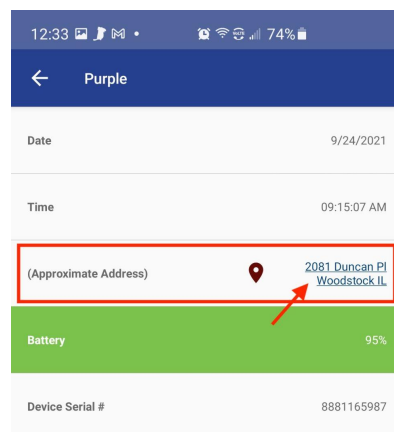 12:33 74%
Purple
Date 9/24/2021
Time 09:15:07 AM
(Approximate Address) 2081 Duncan Pl
Woodstock IL
Battery 95%
Device Serial # 8881165987